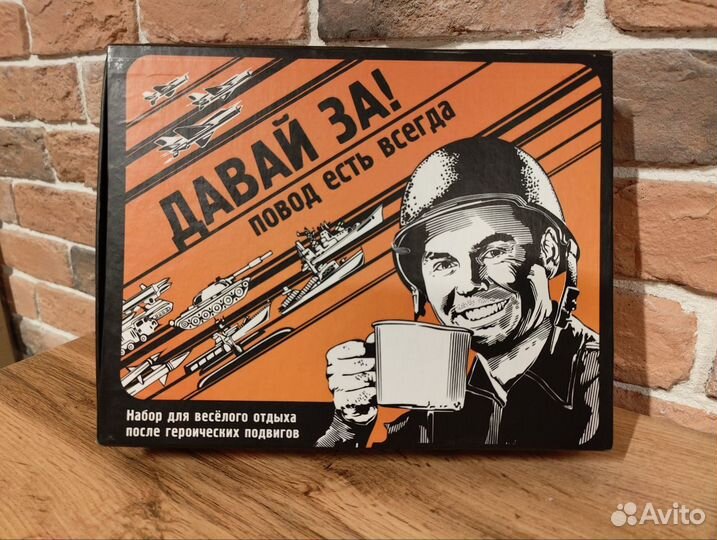 ДАВАЙ ЗА!
повод есть всегда
Набор для весёлого отдыха
после героических подвигов
Avito